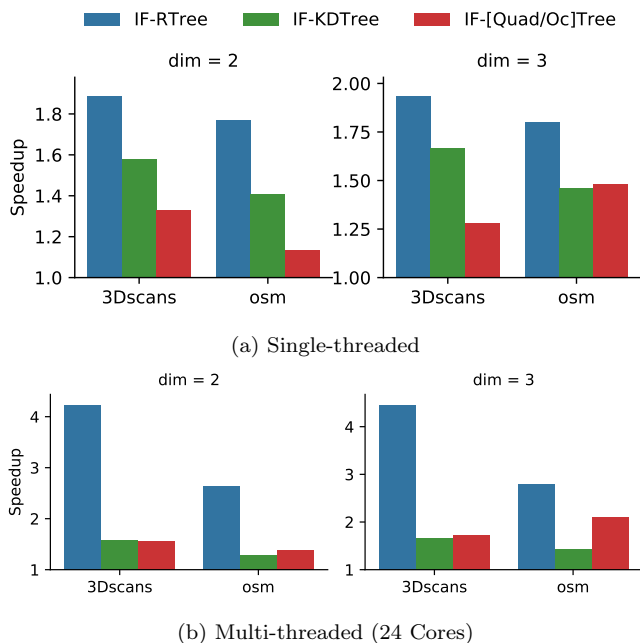 IF-RTree IF-KDTree IF-[Quad/Oc]Tree
dim = 2 dim = 3
Speedup
1.8
1.6
1.4
1.2
1.0
3Dscans osm
2.00
1.75
1.50
1.25
1.00
3Dscans osm
(a) Single-threaded
dim = 2 dim = 3
Speedup
4
3
2
1
3Dscans osm
4
3
2
1
3Dscans osm
(b) Multi-threaded (24 Cores)